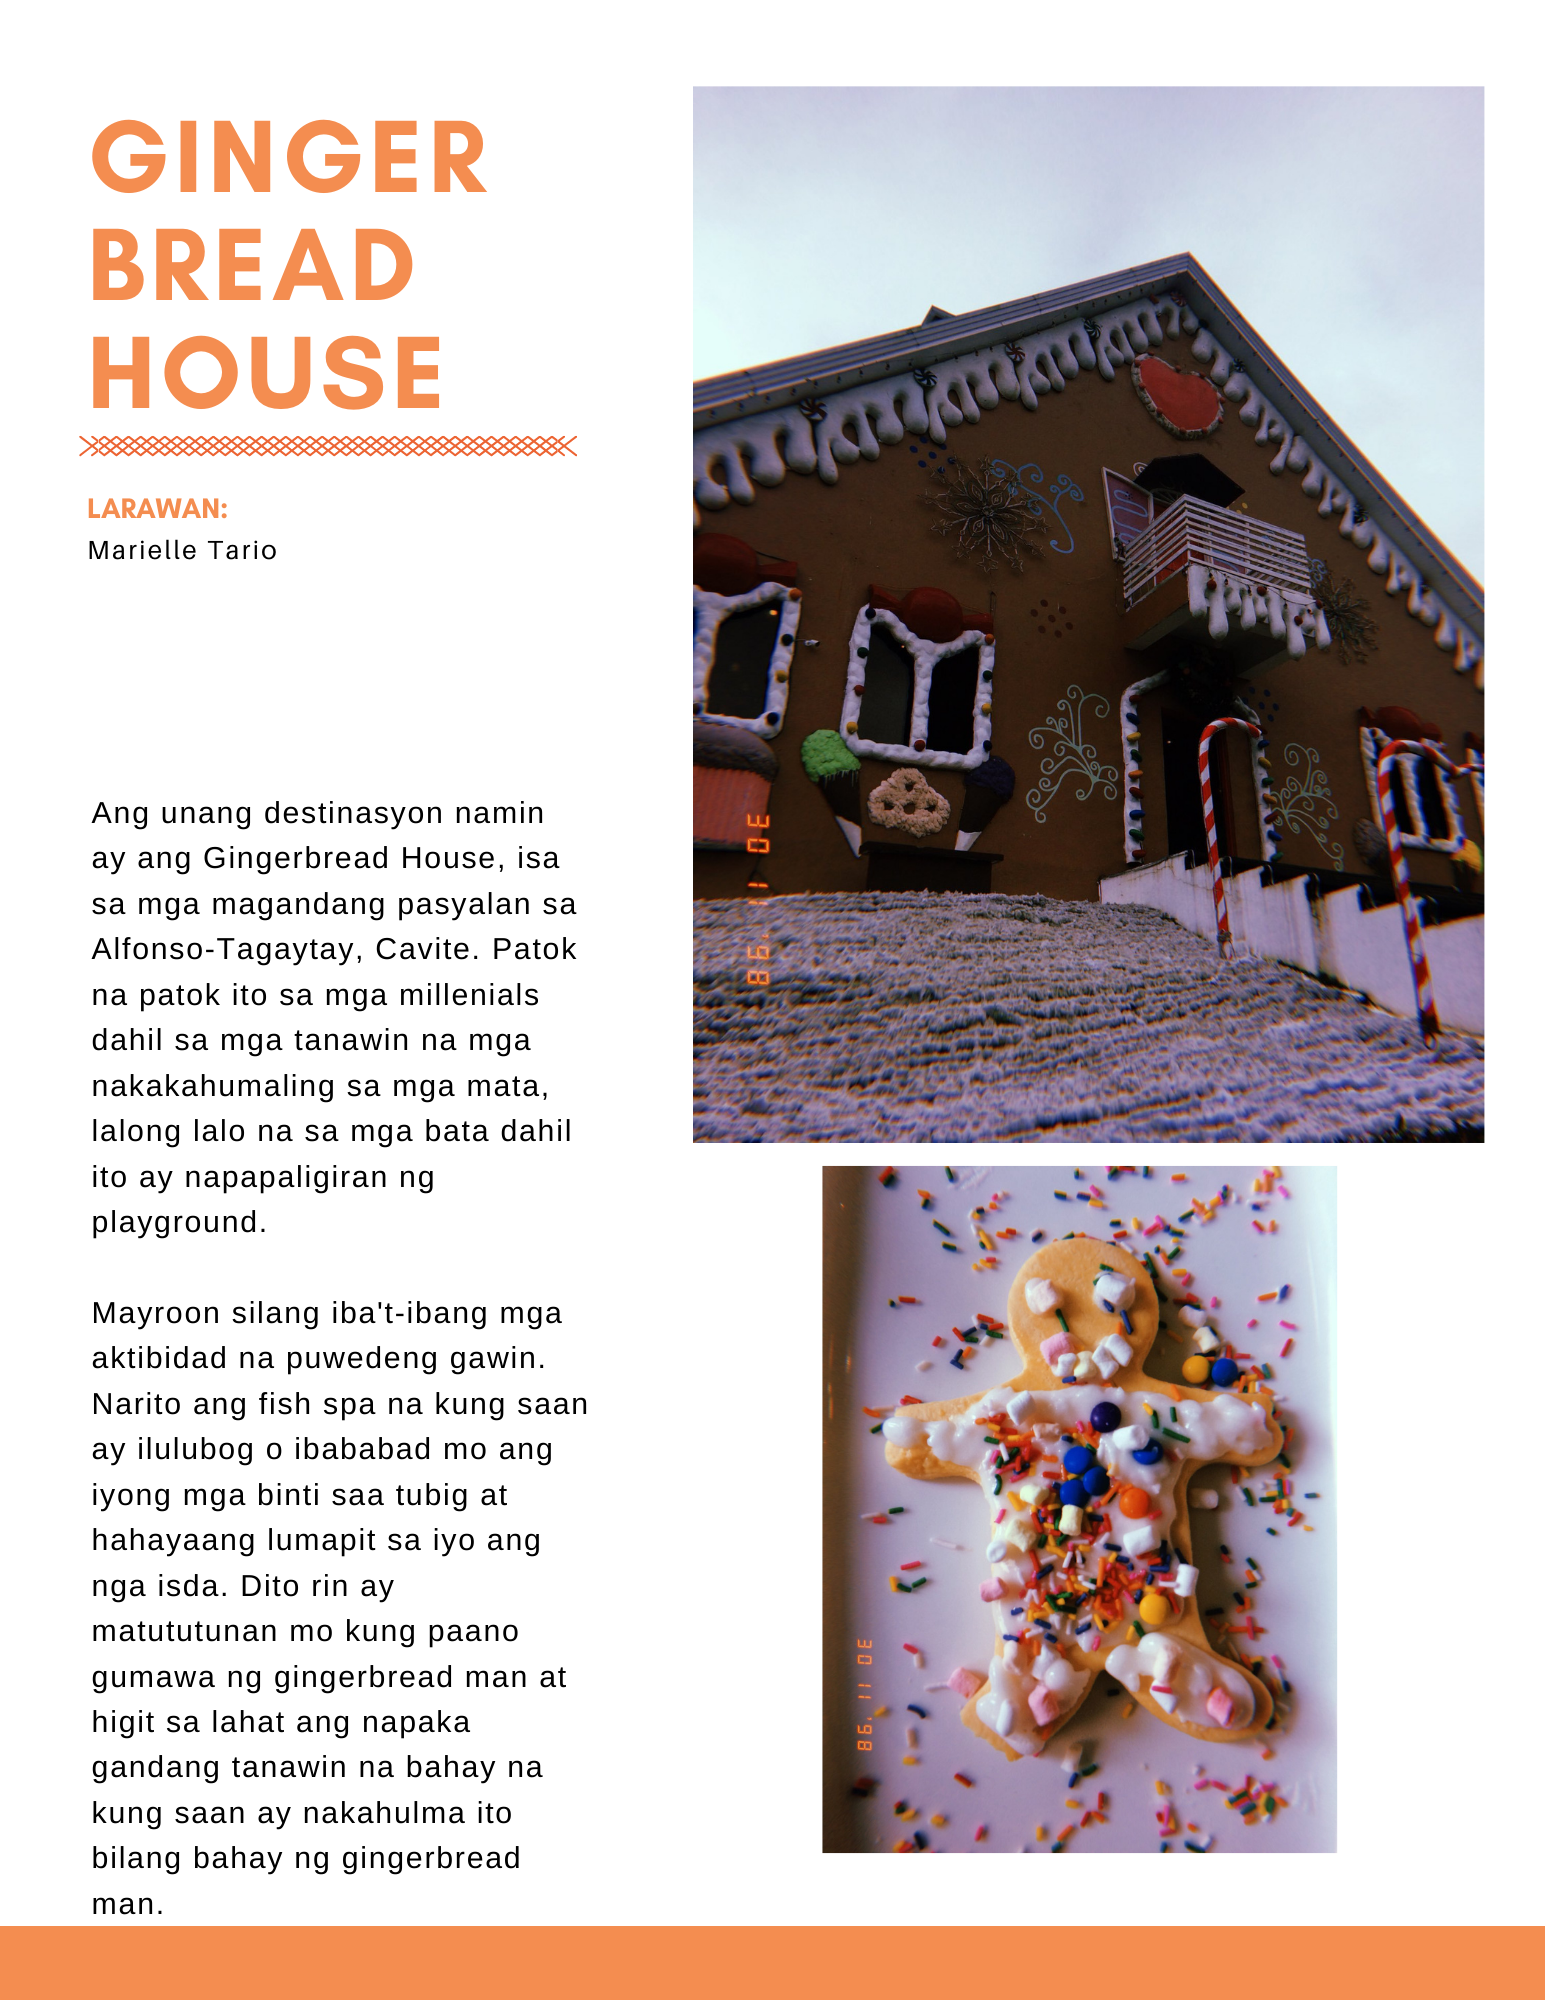 GINGER
BREAD
HOUSE
LARAWAN:
Marielle Tario
Ang unang destinasyon namin
ay ang Gingerbread House, isa
sa mga magandang pasyalan sa
Alfonso-Tagaytay, Cavite. Patok
na patok ito sa mga millenials
dahil sa mga tanawin na mga
nakakahumaling sa mga mata,
lalong lalo na sa mga bata dahil
ito ay napapaligiran ng
playground.
Mayroon silang iba't-ibang mga
aktibidad na puwedeng gawin.
Narito ang fish spa na kung saan
ay ilulubog o ibababad mo ang
iyong mga binti saa tubig at
hahayaang lumapit sa iyo ang
nga isda. Dito rin ay
matututunan mo kung paano
gumawa ng gingerbread man at
higit sa lahat ang napaka
gandang tanawin na bahay na
kung saan ay nakahulma ito
bilang bahay ng gingerbread
man.
30 11 '98
30 11 '98